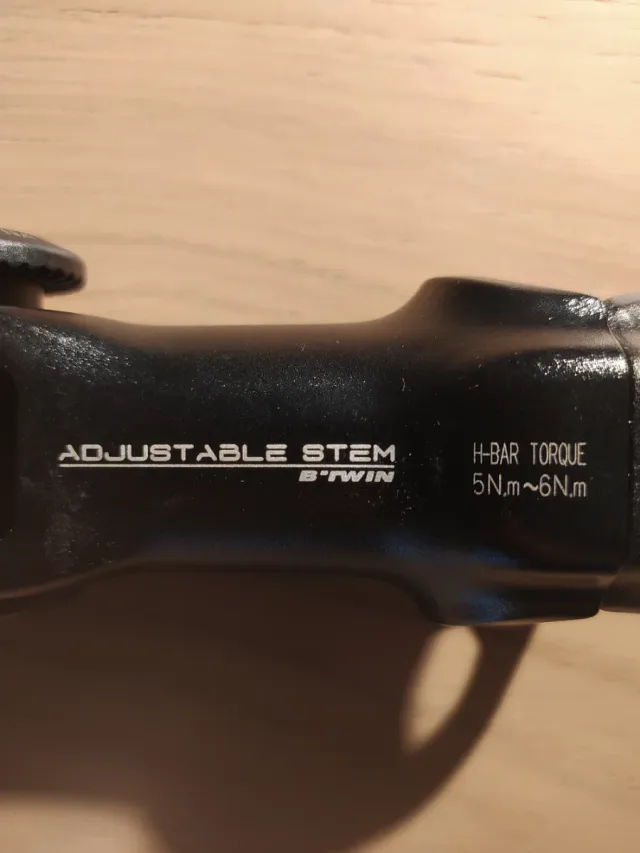 ADJUSTABLE STEM
B'TWIN
H-BAR TORQUE
5N.m~6N.m